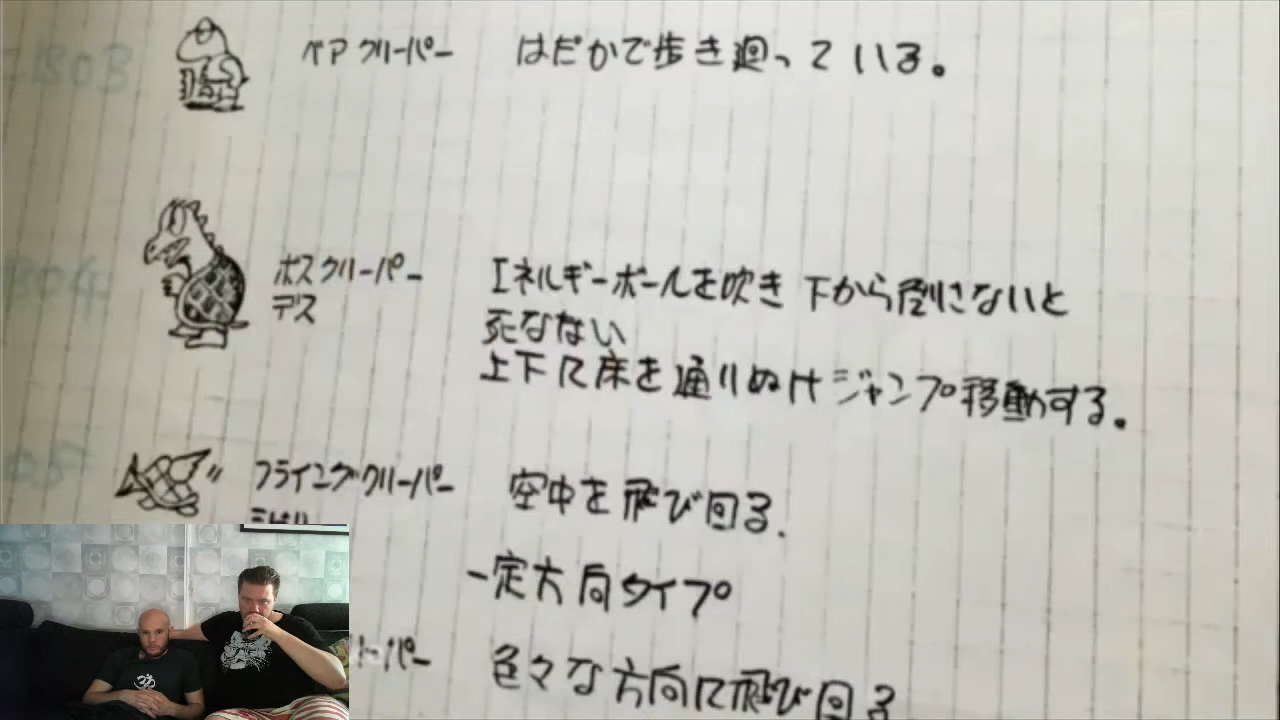 ベアクリーパー はだかで歩き廻っている。
ボスクリーパー エネルギーボールを吹き 下から倒さないと
デス 死なない
上下に床を通りぬけジャンプ移動する。
フライングクリーパー 空中を飛び回る.
一定方向タイプ
ーパー 色々な方向に飛び回る